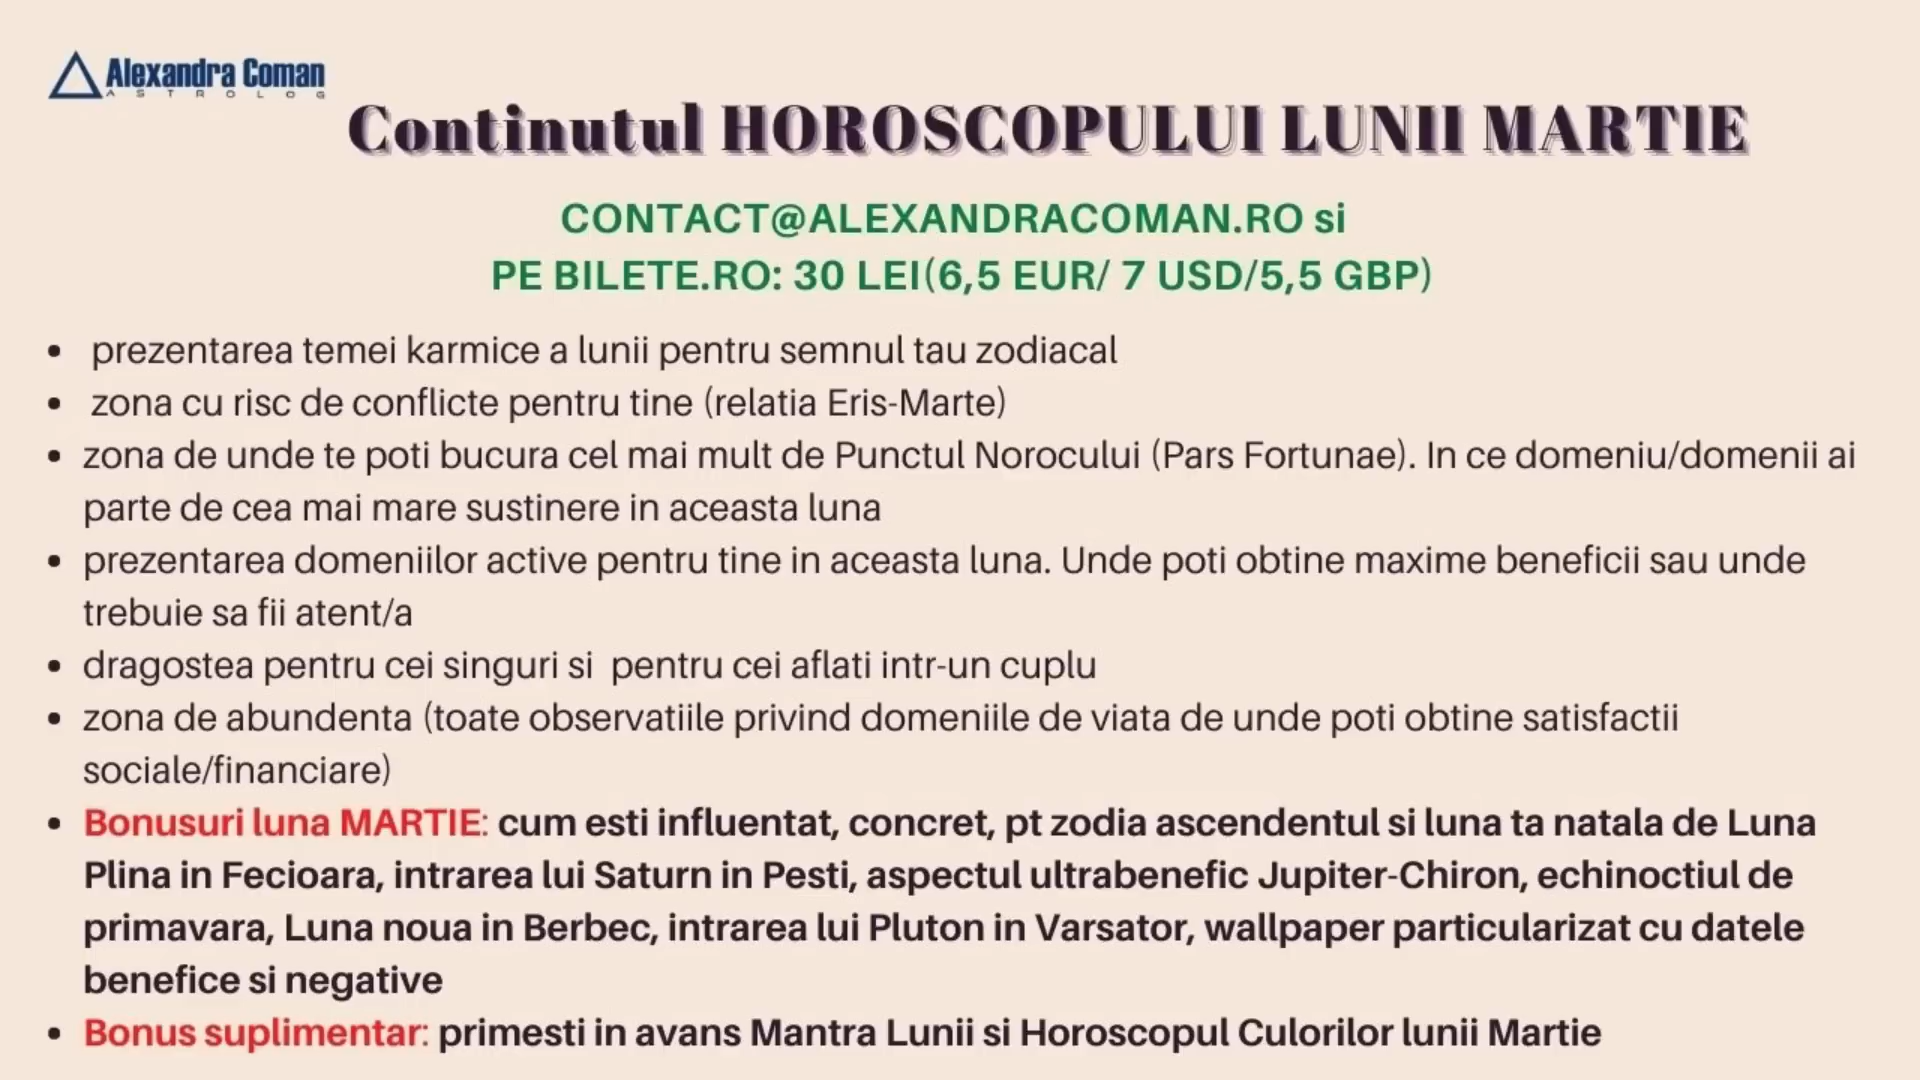 Alexandra Coman
ASTROLOG
Continutul HOROSCOPULUI LUNII MARTIE
CONTACT@ALEXANDRACOMAN.RO si
PE BILETE.RO: 30 LEI(6,5 EUR/ 7 USD/5,5 GBP)
• prezentarea temei karmice a lunii pentru semnul tau zodiacal
• zona cu risc de conflicte pentru tine (relatia Eris-Marte)
• zona de unde te poti bucura cel mai mult de Punctul Norocului (Pars Fortunae). In ce domeniu/domenii ai
parte de cea mai mare sustinere in aceasta luna
• prezentarea domeniilor active pentru tine in aceasta luna. Unde poti obtine maxime beneficii sau unde
trebuie sa fii atent/a
• dragostea pentru cei singuri si  pentru cei aflati intr-un cuplu
• zona de abundenta (toate observatiile privind domeniile de viata de unde poti obtine satisfactii
sociale/financiare)
• Bonusuri luna MARTIE: cum esti influentat, concret, pt zodia ascendentul si luna ta natala de Luna
Plina in Fecioara, intrarea lui Saturn in Pesti, aspectul ultrabenefic Jupiter-Chiron, echinoctiul de
primavara, Luna noua in Berbec, intrarea lui Pluton in Varsator, wallpaper particularizat cu datele
benefice si negative
• Bonus suplimentar: primesti in avans Mantra Lunii si Horoscopul Culorilor lunii Martie